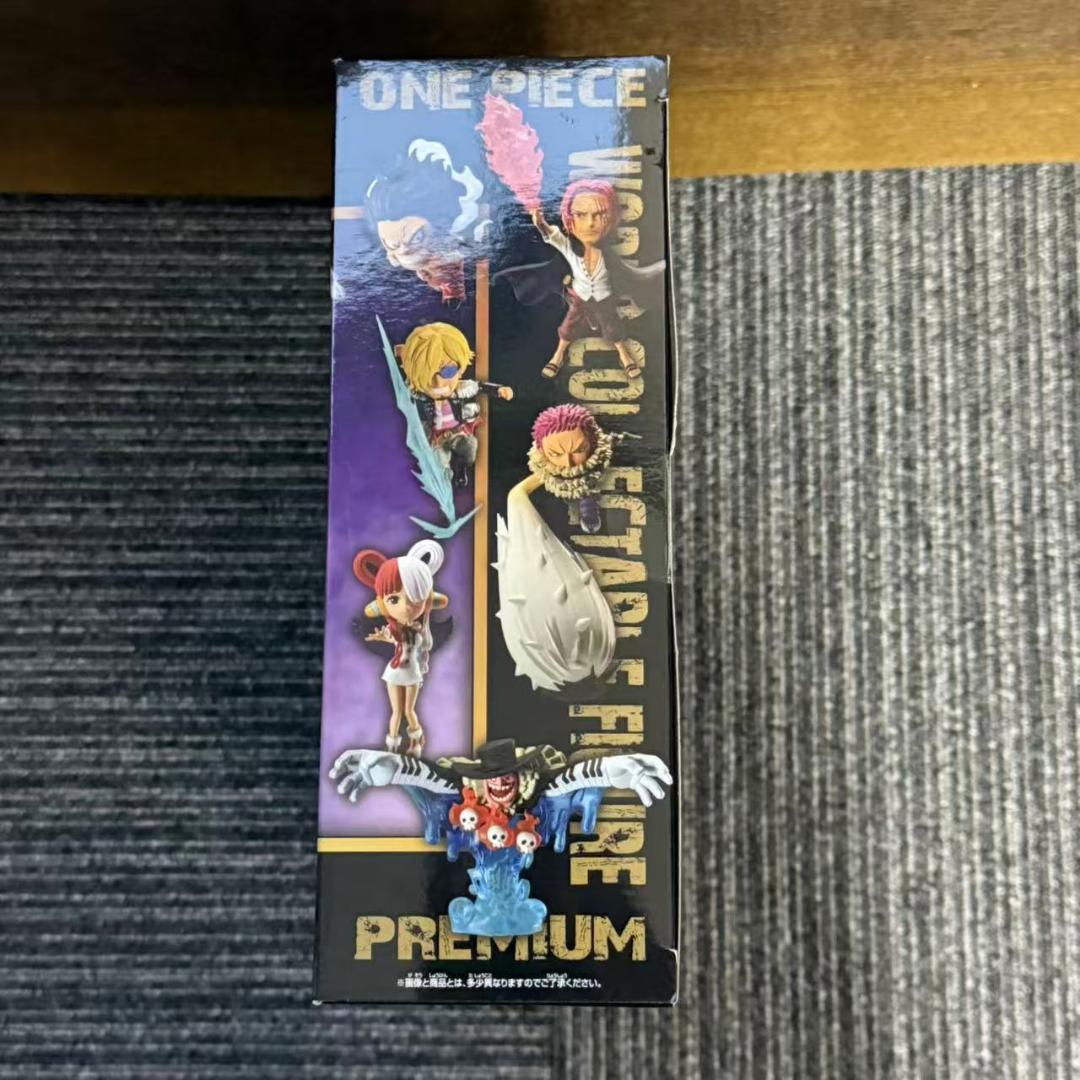 ONE PIECE
WORLD COLLECTABLE FIGURE
PREMIUM
※画像と商品とは、多少異なりますのでご了承ください。